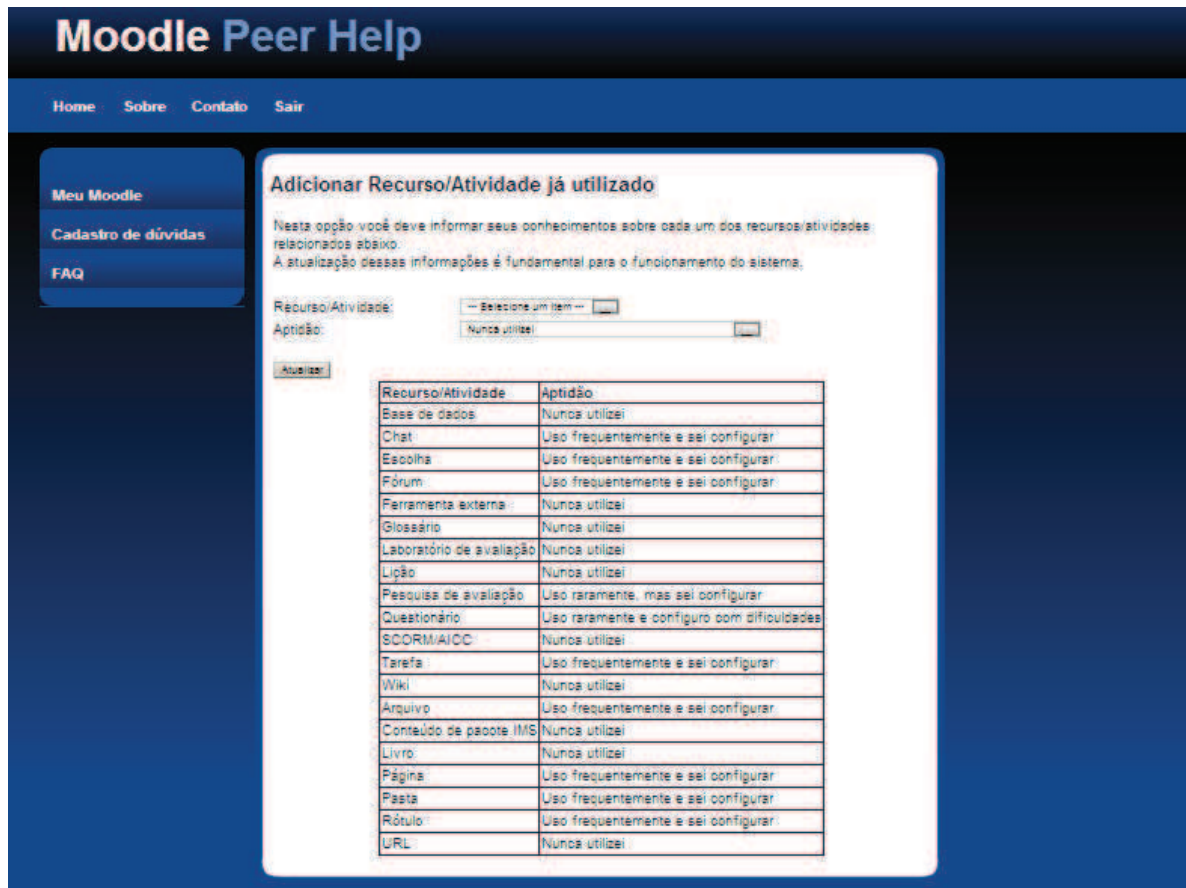 Moodle Peer Help
Home Sobre Contato Sair
Meu Moodle
Cadastro de dúvidas
FAQ
Adicionar Recurso/Atividade já utilizado
Nesta opção você deve informar seus conhecimentos sobre cada um dos recursos/atividades
relacionados abaixo.
A atualização dessas informações é fundamental para o funcionamento do sistema.
Recurso/Atividade: --- Selecione um item --- ...
Aptidão: Nunca utilizei ...
Atualizar
Recurso/Atividade Aptidão
Base de dados Nunca utilizei
Chat Uso frequentemente e sei configurar
Escolha Uso frequentemente e sei configurar
Fórum Uso frequentemente e sei configurar
Ferramenta externa Nunca utilizei
Glossário Nunca utilizei
Laboratório de avaliação Nunca utilizei
Lição Nunca utilizei
Pesquisa de avaliação Uso raramente, mas sei configurar
Questionário Uso raramente e configuro com dificuldades
SCORM/AICC Nunca utilizei
Tarefa Uso frequentemente e sei configurar
Wiki Nunca utilizei
Arquivo Uso frequentemente e sei configurar
Conteúdo de pacote IMS Nunca utilizei
Livro Nunca utilizei
Página Uso frequentemente e sei configurar
Pasta Uso frequentemente e sei configurar
Rótulo Uso frequentemente e sei configurar
URL Nunca utilizei